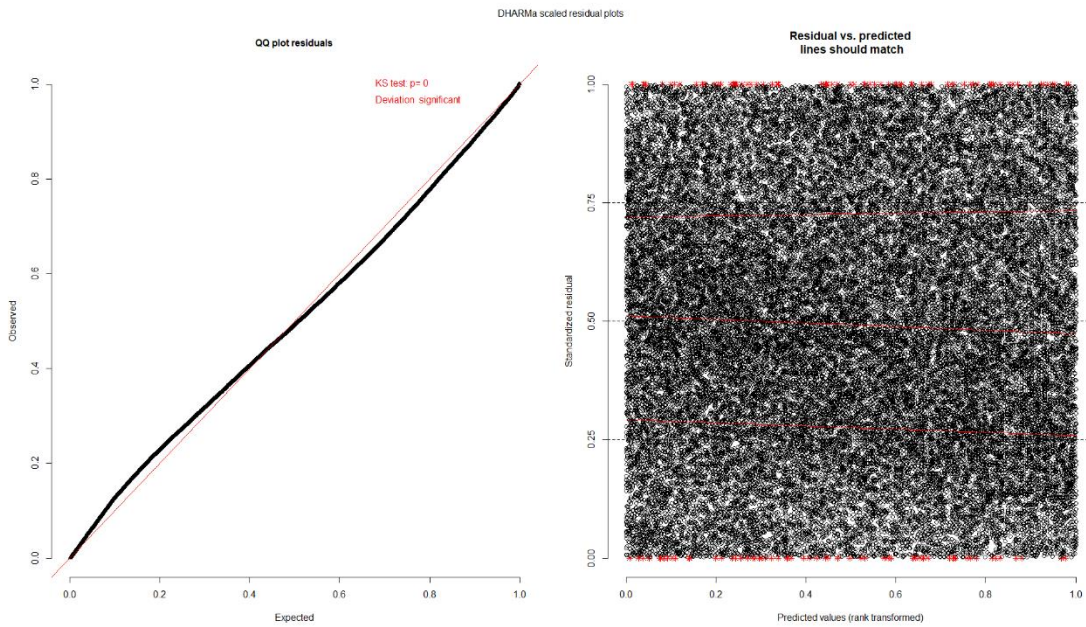 DHARMa scaled residual plots
QQ plot residuals
KS test: p= 0
Deviation significant
Observed
0.0
0.2
0.4
0.6
0.8
1.0
0.0
0.2
0.4
0.6
0.8
1.0
Expected
Residual vs. predicted
lines should match
Standardized residual
0.00
0.25
0.50
0.75
1.00
0.0
0.2
0.4
0.6
0.8
1.0
Predicted values (rank transformed)